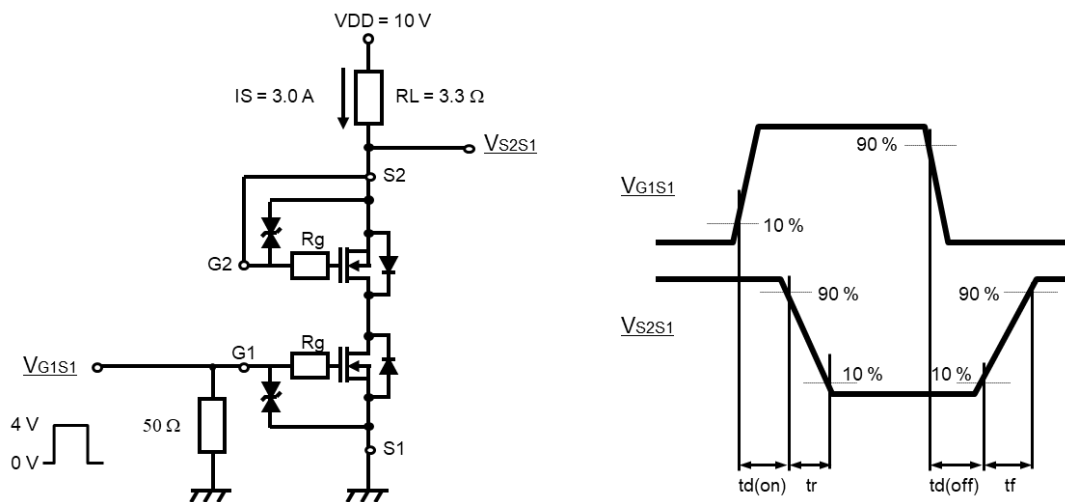 VDD = 10 V
IS = 3.0 A
RL = 3.3 Ω
VS2S1
S2
Rg
G2
Rg
G1
VG1S1
50 Ω
4 V
0 V
S1
90 %
VG1S1
10 %
90 %
90 %
VS2S1
10 %
10 %
td(on)
tr
td(off)
tf